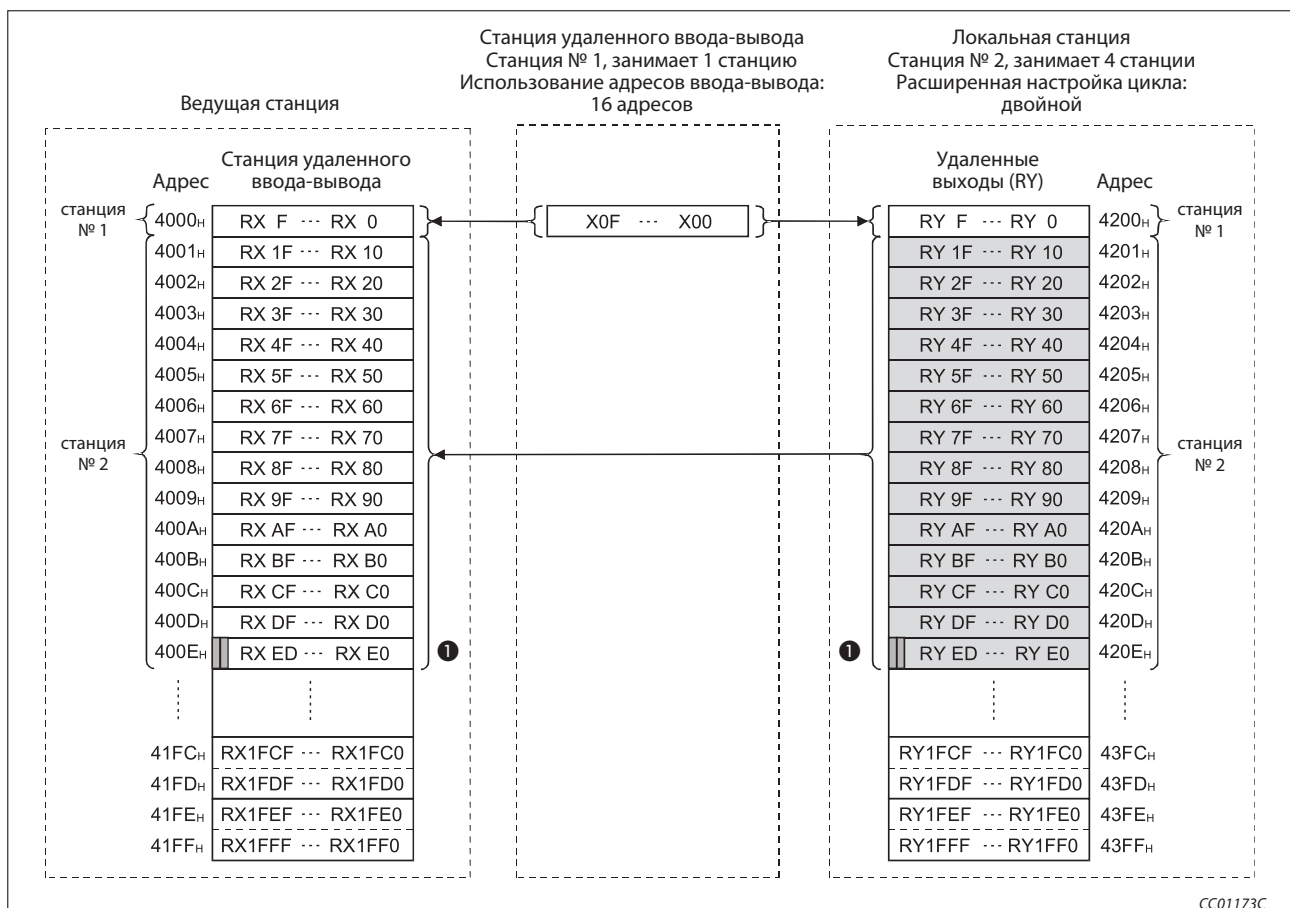 Станция удаленного ввода-вывода
Станция № 1, занимает 1 станцию
Использование адресов ввода-вывода:
16 адресов
Локальная станция
Станция № 2, занимает 4 станции
Расширенная настройка цикла:
двойной
Ведущая станция
Адрес
Станция удаленного
ввода-вывода
Удаленные
выходы (RY)
Адрес
станция
№ 1
4000H RX F ··· RX 0
X0F ··· X00
RY F ··· RY 0 4200H
станция
№ 1
4001H RX 1F ··· RX 10 RY 1F ··· RY 10 4201H
4002H RX 2F ··· RX 20 RY 2F ··· RY 20 4202H
4003H RX 3F ··· RX 30 RY 3F ··· RY 30 4203H
4004H RX 4F ··· RX 40 RY 4F ··· RY 40 4204H
4005H RX 5F ··· RX 50 RY 5F ··· RY 50 4205H
4006H RX 6F ··· RX 60 RY 6F ··· RY 60 4206H
4007H RX 7F ··· RX 70 RY 7F ··· RY 70 4207H
станция
№ 2
станция
№ 2
4008H RX 8F ··· RX 80 RY 8F ··· RY 80 4208H
4009H RX 9F ··· RX 90 RY 9F ··· RY 90 4209H
400AH RX AF ··· RX A0 RY AF ··· RY A0 420AH
400BH RX BF ··· RX B0 RY BF ··· RY B0 420BH
400CH RX CF ··· RX C0 RY CF ··· RY C0 420CH
400DH RX DF ··· RX D0 RY DF ··· RY D0 420DH
400EH RX ED ··· RX E0 ❶ ❶ RY ED ··· RY E0 420EH
41FCH RX1FCF ··· RX1FC0 RY1FCF ··· RY1FC0 43FCH
41FDH RX1FDF ··· RX1FD0 RY1FDF ··· RY1FD0 43FDH
41FEH RX1FEF ··· RX1FE0 RY1FEF ··· RY1FE0 43FEH
41FFH RX1FFF ··· RX1FF0 RY1FFF ··· RY1FF0 43FFH
CC01173C